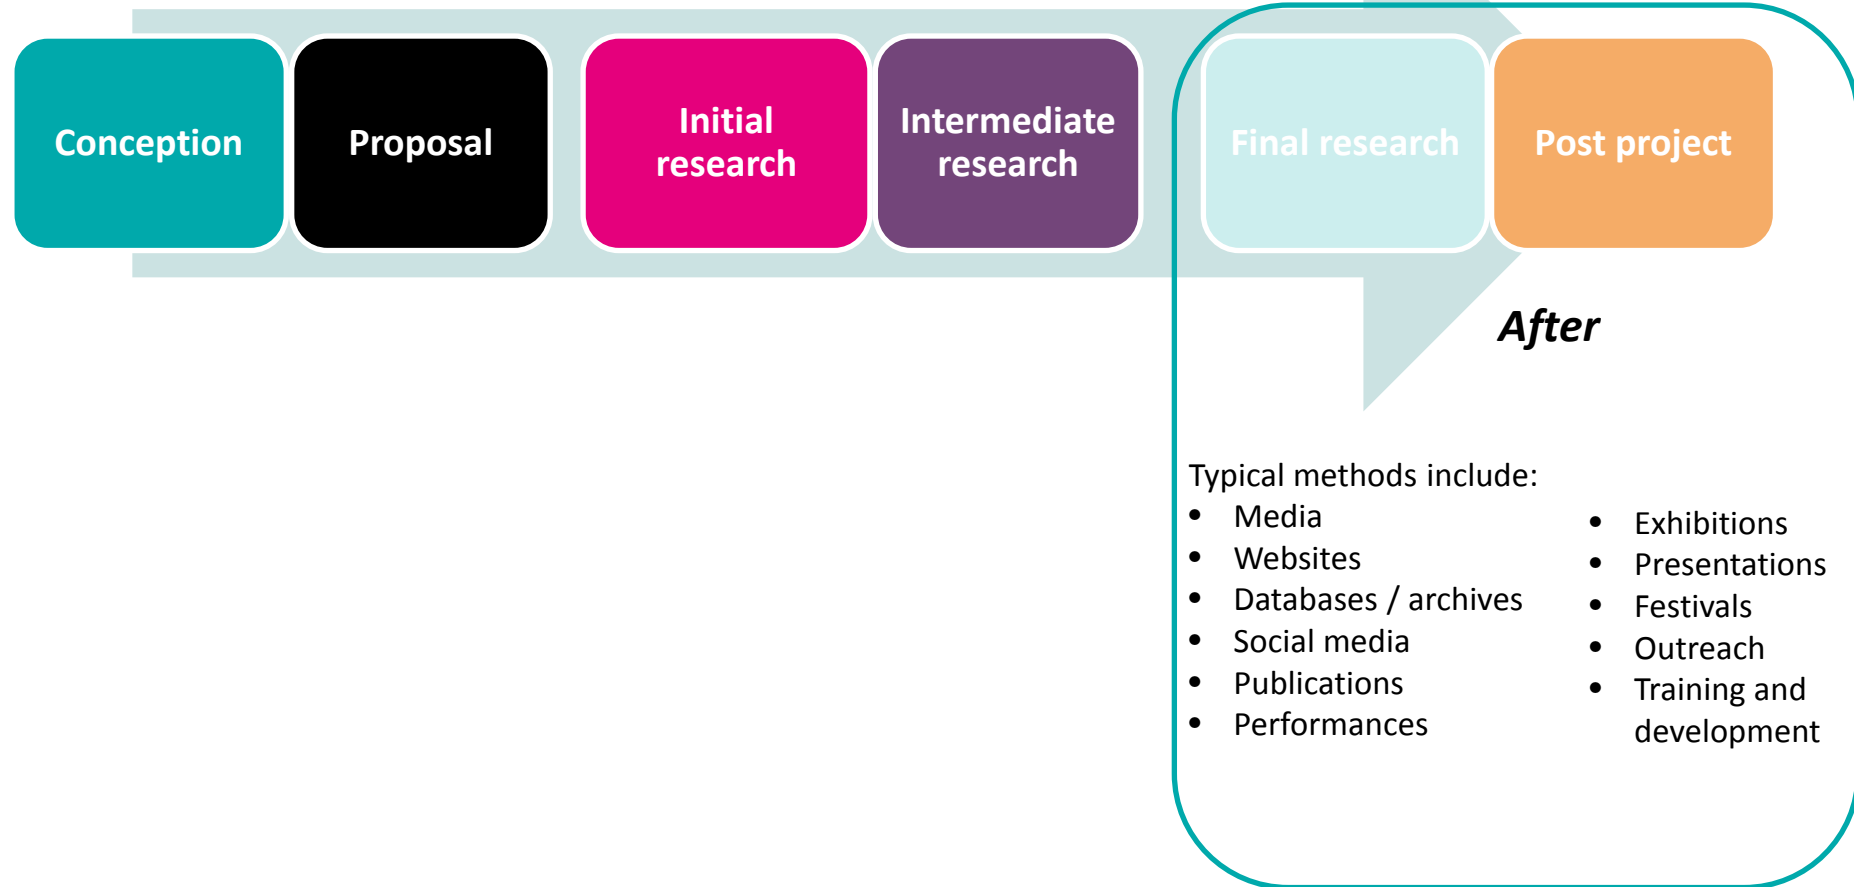 Conception
Proposal
Initial
research
Intermediate
research
Final research
Post project
After
Typical methods include:
• Media
• Websites
• Databases / archives
• Social media
• Publications
• Performances
• Exhibitions
• Presentations
• Festivals
• Outreach
• Training and
development